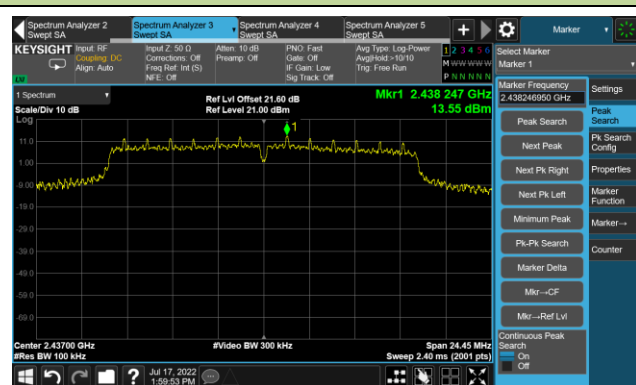 Spectrum Analyzer 2
Swept SA
Spectrum Analyzer 3
Swept SA
Spectrum Analyzer 4
Swept SA
Spectrum Analyzer 5
Swept SA
Marker
KEYSIGHT
Input: RF
Coupling: DC
Align: Auto
Input Z: 50 Ω
Corrections: Off
Freq Ref: Int (S)
NFE: Off
Atten: 10 dB
Preamp: Off
PNO: Fast
Gate: Off
IF Gain: Low
Sig Track: Off
Avg Type: Log-Power
Avg|Hold:>10/10
Trig: Free Run
1 2 3 4 5 6
M W W W W W
P N N N N N
LXI
1 Spectrum
Scale/Div 10 dB
Log
Ref Lvl Offset 21.60 dB
Ref Level 21.00 dBm
Mkr1 2.438 247 GHz
13.55 dBm
1
11.0
1.00
-9.00
-19.0
-29.0
-39.0
-49.0
-59.0
-69.0
Center 2.43700 GHz
#Res BW 100 kHz
#Video BW 300 kHz
Span 24.45 MHz
Sweep 2.40 ms (2001 pts)
Select Marker
Marker 1
Marker Frequency
2.438246950 GHz
Peak Search
Next Peak
Next Pk Right
Next Pk Left
Minimum Peak
Pk-Pk Search
Marker Delta
Mkr→CF
Mkr→Ref Lvl
Continuous Peak
Search
On
Off
Settings
Peak
Search
Pk Search
Config
Properties
Marker
Function
Marker→
Counter
?
Jul 17, 2022
1:59:53 PM